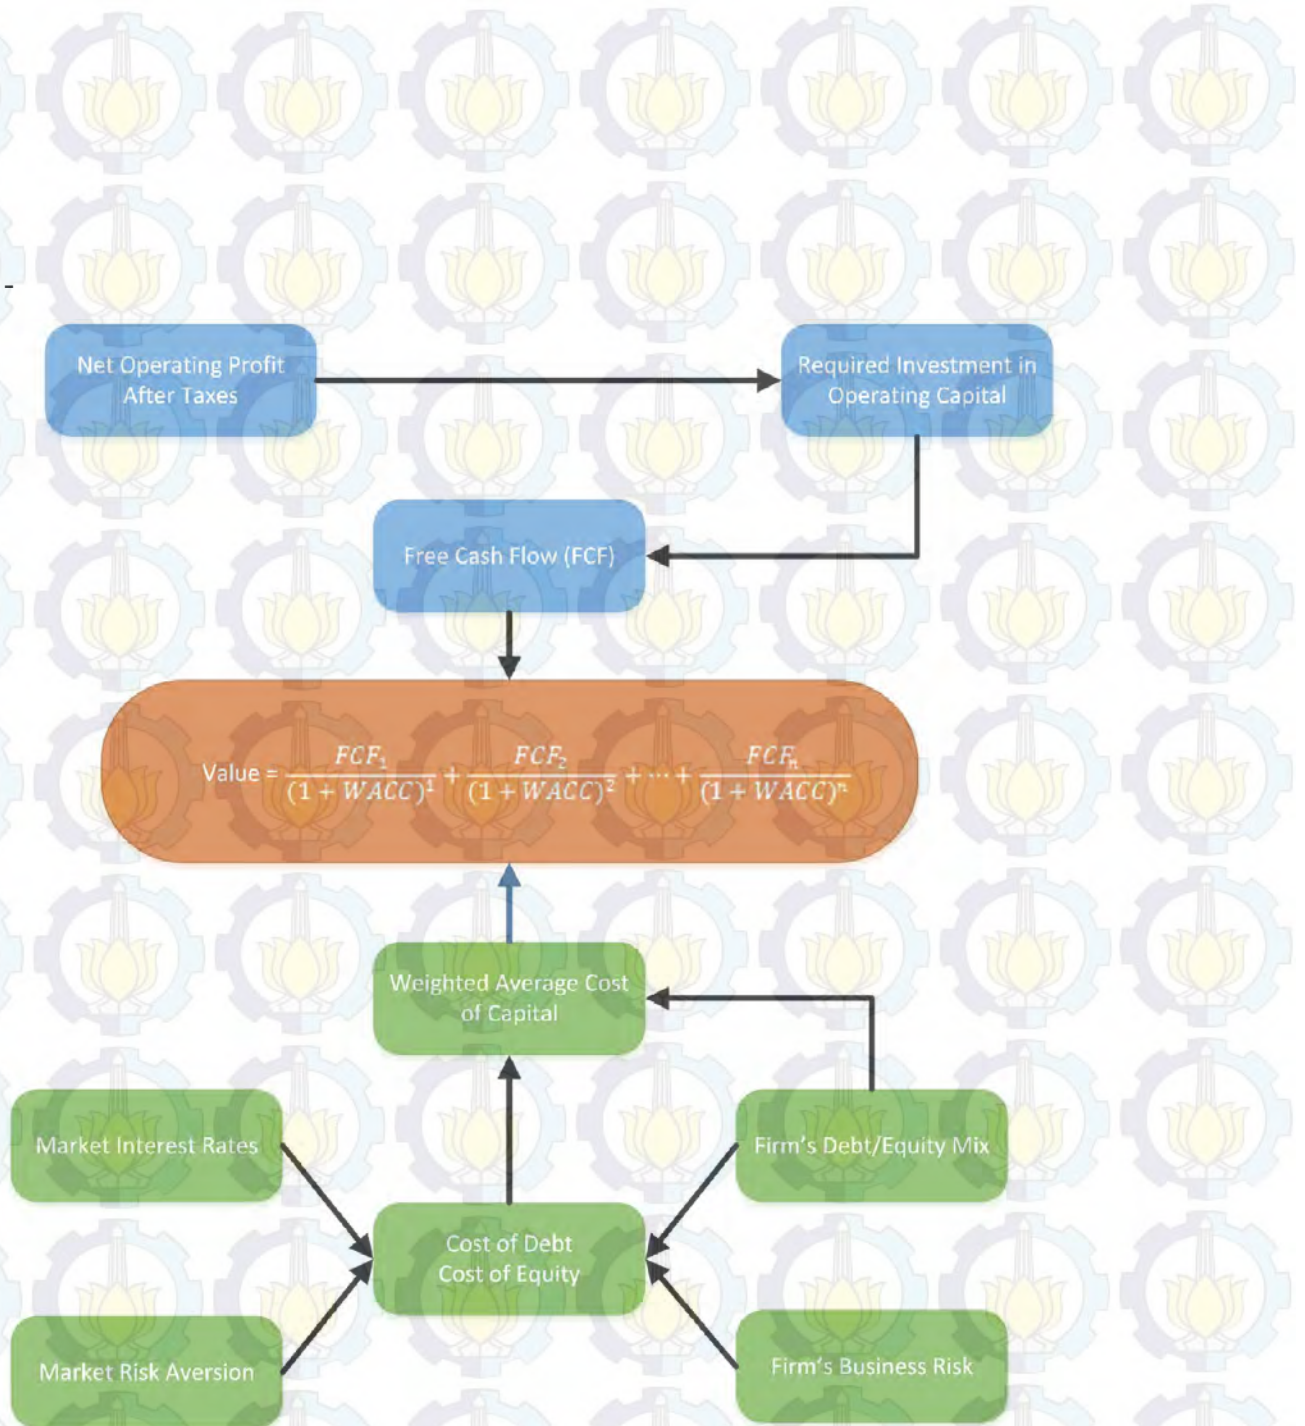 -
Net Operating Profit
After Taxes
Required Investment in
Operating Capital
Free Cash Flow (FCF)
Value = FCF₁/(1 + WACC)¹ + FCF₂/(1 + WACC)² + ⋯ + FCFₙ/(1 + WACC)ⁿ
Weighted Average Cost
of Capital
Market Interest Rates
Firm's Debt/Equity Mix
Cost of Debt
Cost of Equity
Market Risk Aversion
Firm's Business Risk